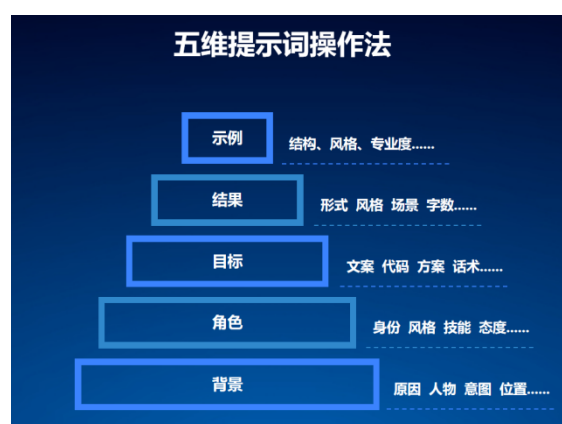 五维提示词操作法
示例
结构、风格、专业度......
结果
形式 风格 场景 字数......
目标
文案 代码 方案 话术......
角色
身份 风格 技能 态度......
背景
原因 人物 意图 位置......